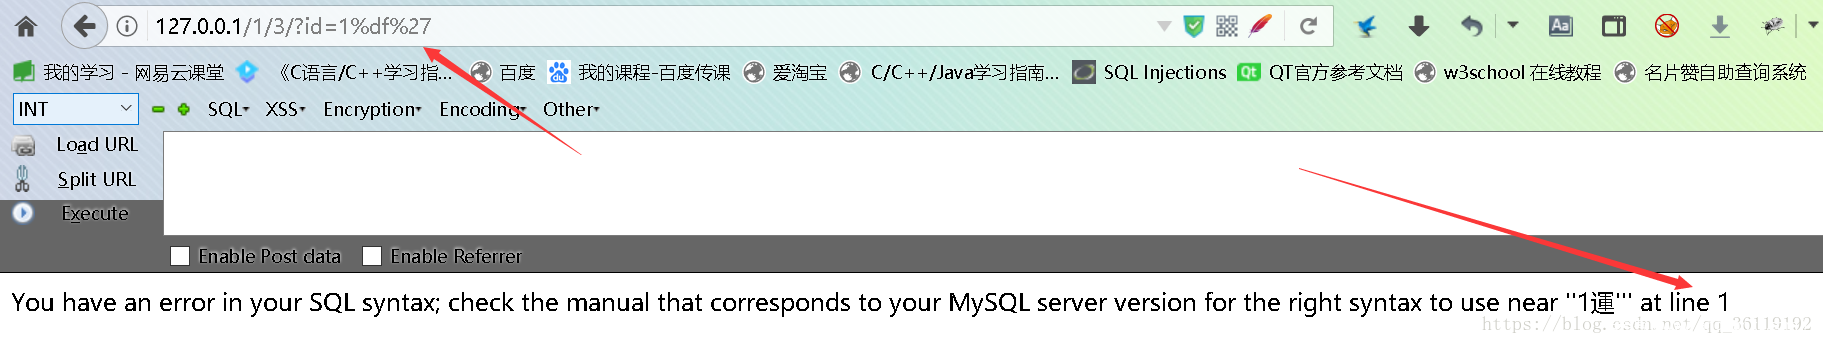 127.0.0.1/1/3/?id=1%df%27
我的学习 - 网易云课堂 《C语言/C++学习指... 百度 我的课程-百度传课 爱淘宝 C/C++/Java学习指南... SQL Injections QT官方参考文档 w3school 在线教程 名片赞自助查询系统
INT SQL XSS Encryption Encoding Other
Load URL
Split URL
Execute
Enable Post data Enable Referrer
You have an error in your SQL syntax; check the manual that corresponds to your MySQL server version for the right syntax to use near ''1運''' at line 1
https://blog.csdn.net/qq_36119192